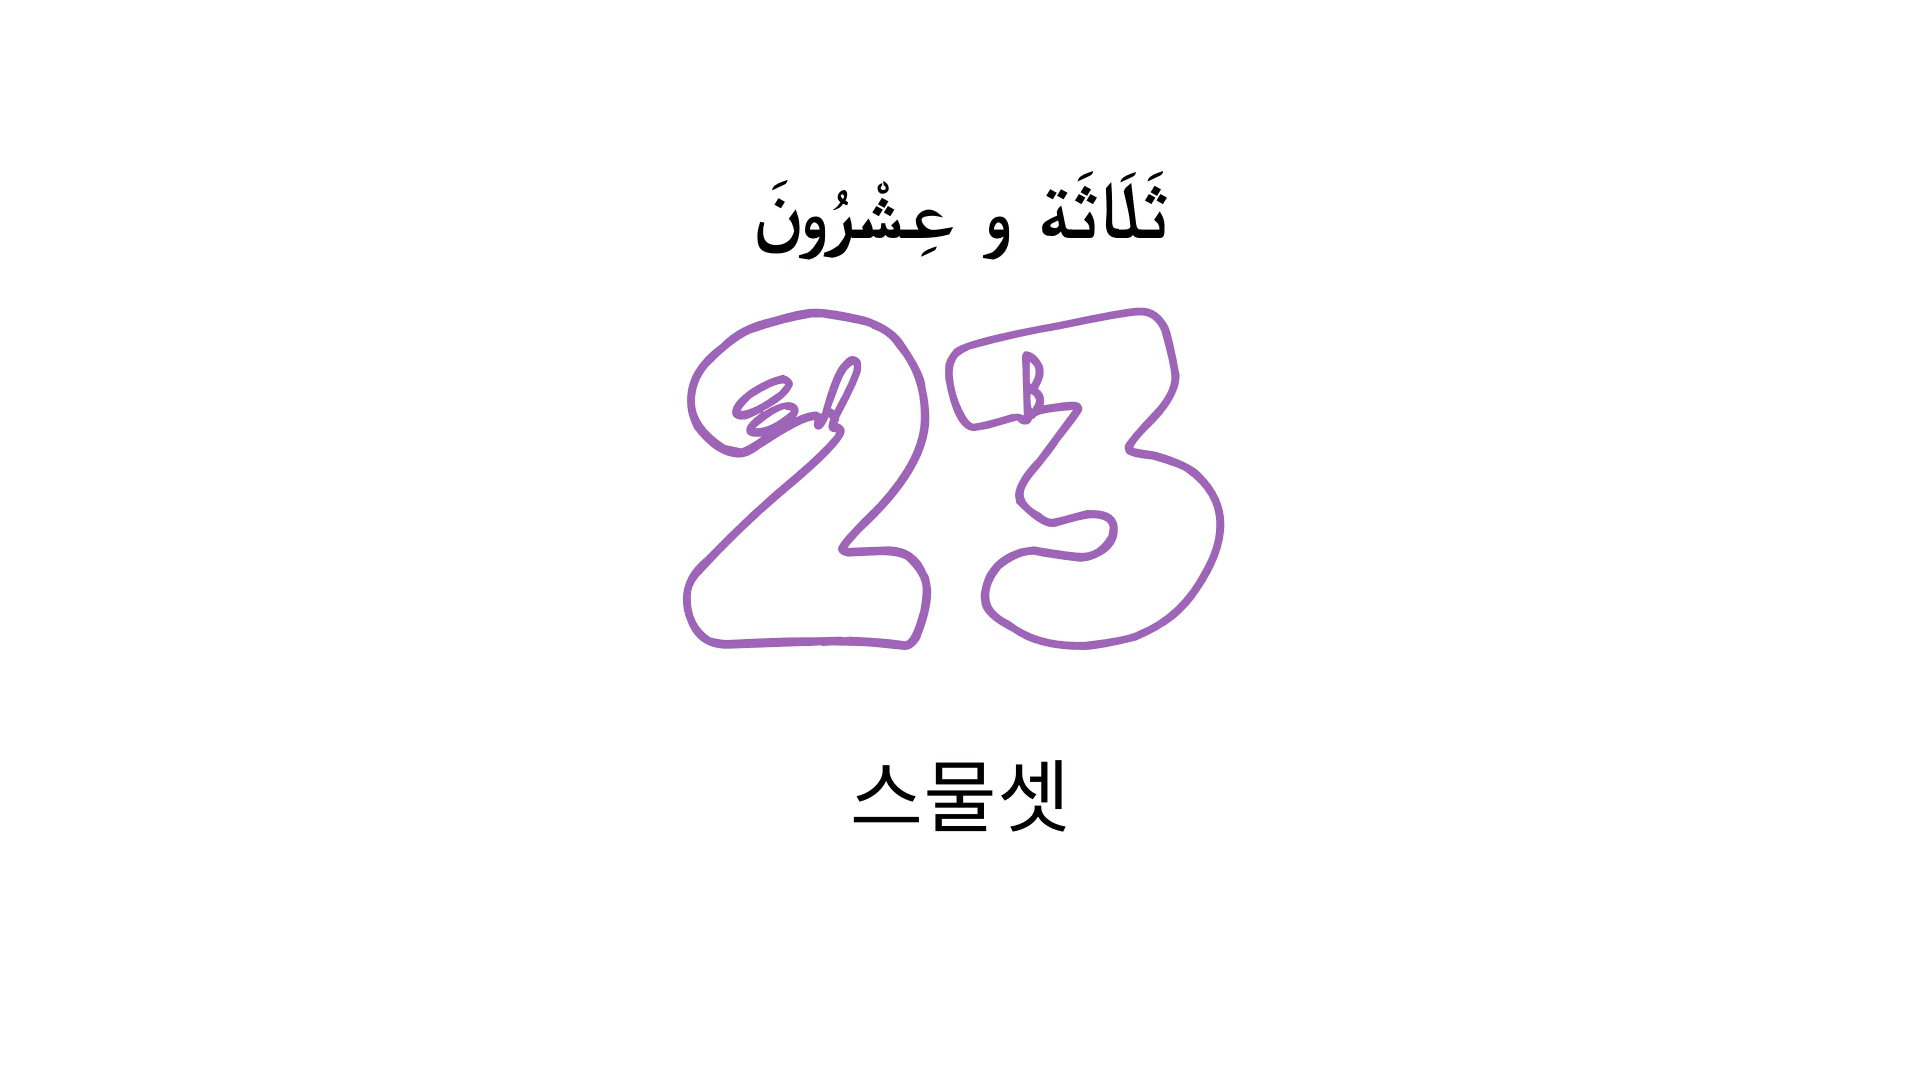 ثَلَاثَة و عِشْرُونَ
23
스물셋